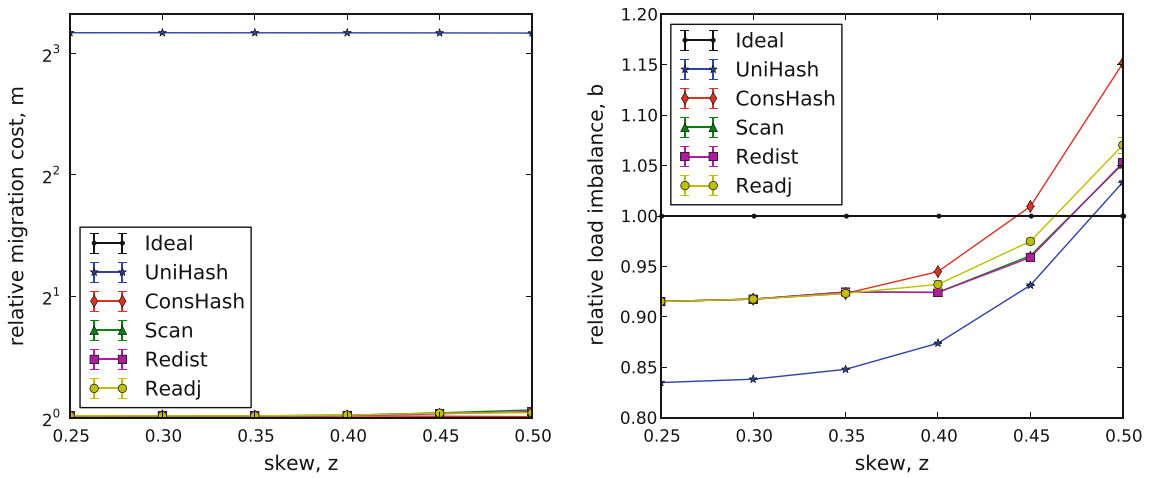 relative migration cost, m
2^3
2^2
2^1
2^0
Ideal
UniHash
ConsHash
Scan
Redist
Readj
0.25 0.30 0.35 0.40 0.45 0.50
skew, z
relative load imbalance, b
1.20
1.15
1.10
1.05
1.00
0.95
0.90
0.85
0.80
Ideal
UniHash
ConsHash
Scan
Redist
Readj
0.25 0.30 0.35 0.40 0.45 0.50
skew, z